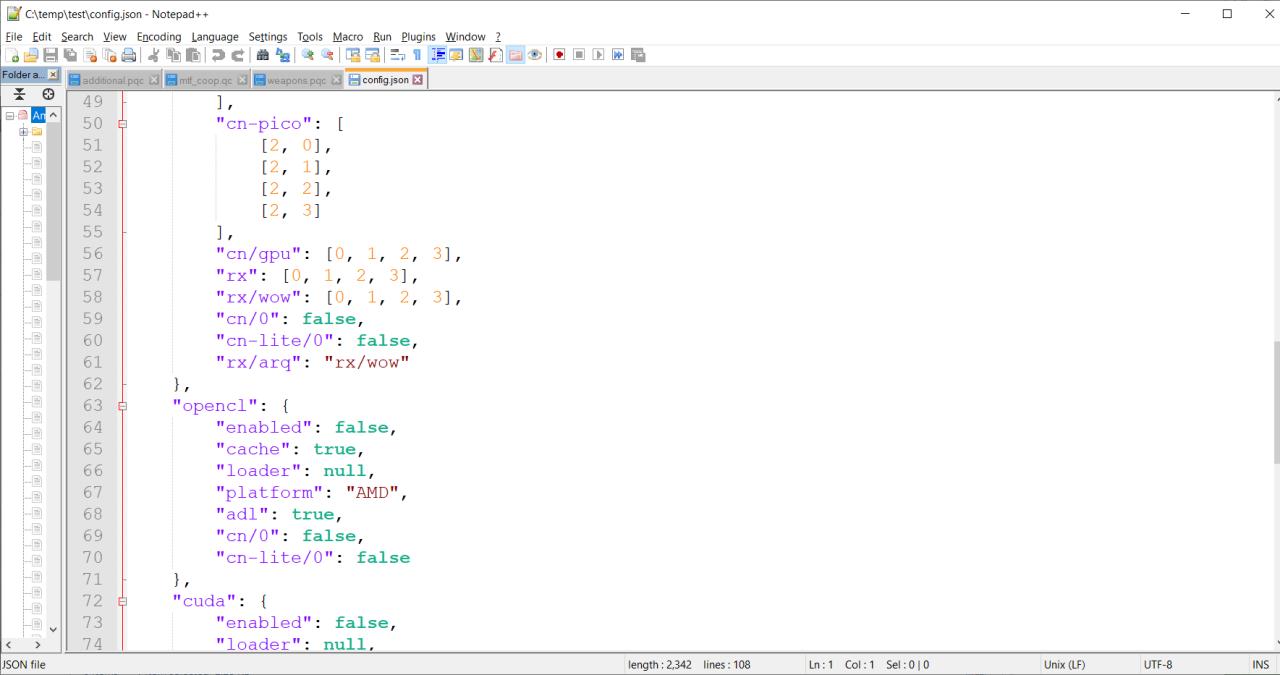 C:\temp\test\config.json - Notepad++
File Edit Search View Encoding Language Settings Tools Macro Run Plugins Window ?
Folder a...
additional.pqc mtf_coop.qc weapons.pqc config.json
49 ],
50 "cn-pico": [
51 [2, 0],
52 [2, 1],
53 [2, 2],
54 [2, 3]
55 ],
56 "cn/gpu": [0, 1, 2, 3],
57 "rx": [0, 1, 2, 3],
58 "rx/wow": [0, 1, 2, 3],
59 "cn/0": false,
60 "cn-lite/0": false,
61 "rx/arq": "rx/wow"
62 },
63 "opencl": {
64 "enabled": false,
65 "cache": true,
66 "loader": null,
67 "platform": "AMD",
68 "adl": true,
69 "cn/0": false,
70 "cn-lite/0": false
71 },
72 "cuda": {
73 "enabled": false,
74 "loader": null,
JSON file length : 2,342 lines : 108 Ln : 1 Col : 1 Sel : 0 | 0 Unix (LF) UTF-8 INS